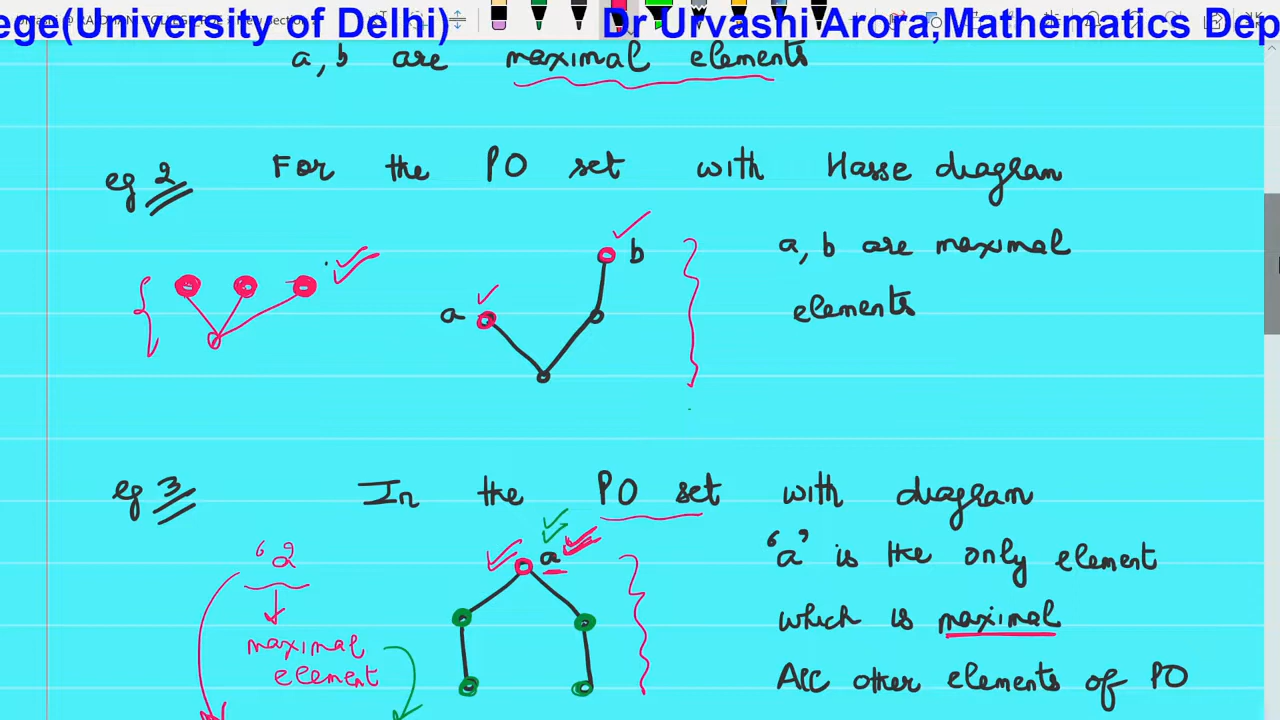 ege(University of Delhi)
Dr Urvashi Arora,Mathematics Dep
a, b are maximal elements
eg 2 For the PO set with Hasse diagram
b
a
a, b are maximal
elements
eg 3 In the PO set with diagram
a
'a' is the only element
which is maximal
All other elements of PO
'a
maximal
element